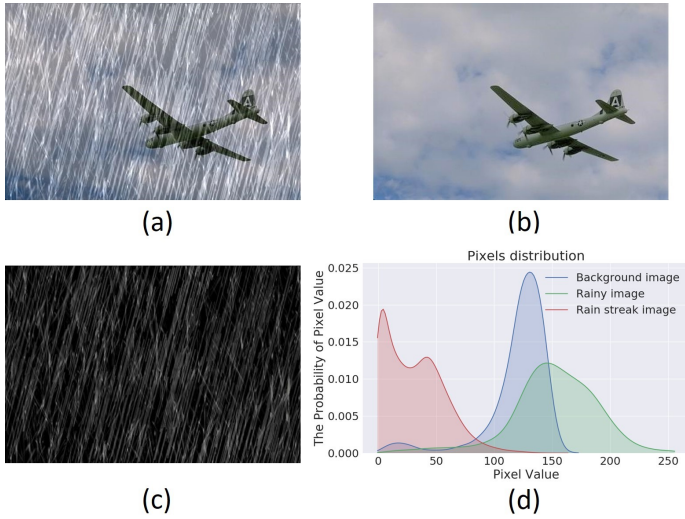 A
A
(a)
(b)
(c)
Pixels distribution
The Probability of Pixel Value
0.025
0.020
0.015
0.010
0.005
0.000
Background image
Rainy image
Rain streak image
0
50
100
150
200
250
Pixel Value
(d)